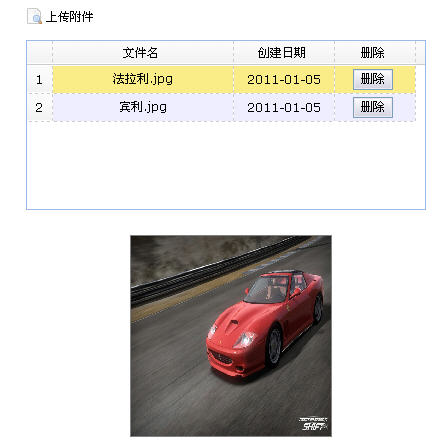 上传附件
文件名 创建日期 删除
1 法拉利.jpg 2011-01-05 删除
2 宾利.jpg 2011-01-05 删除
SHIFT